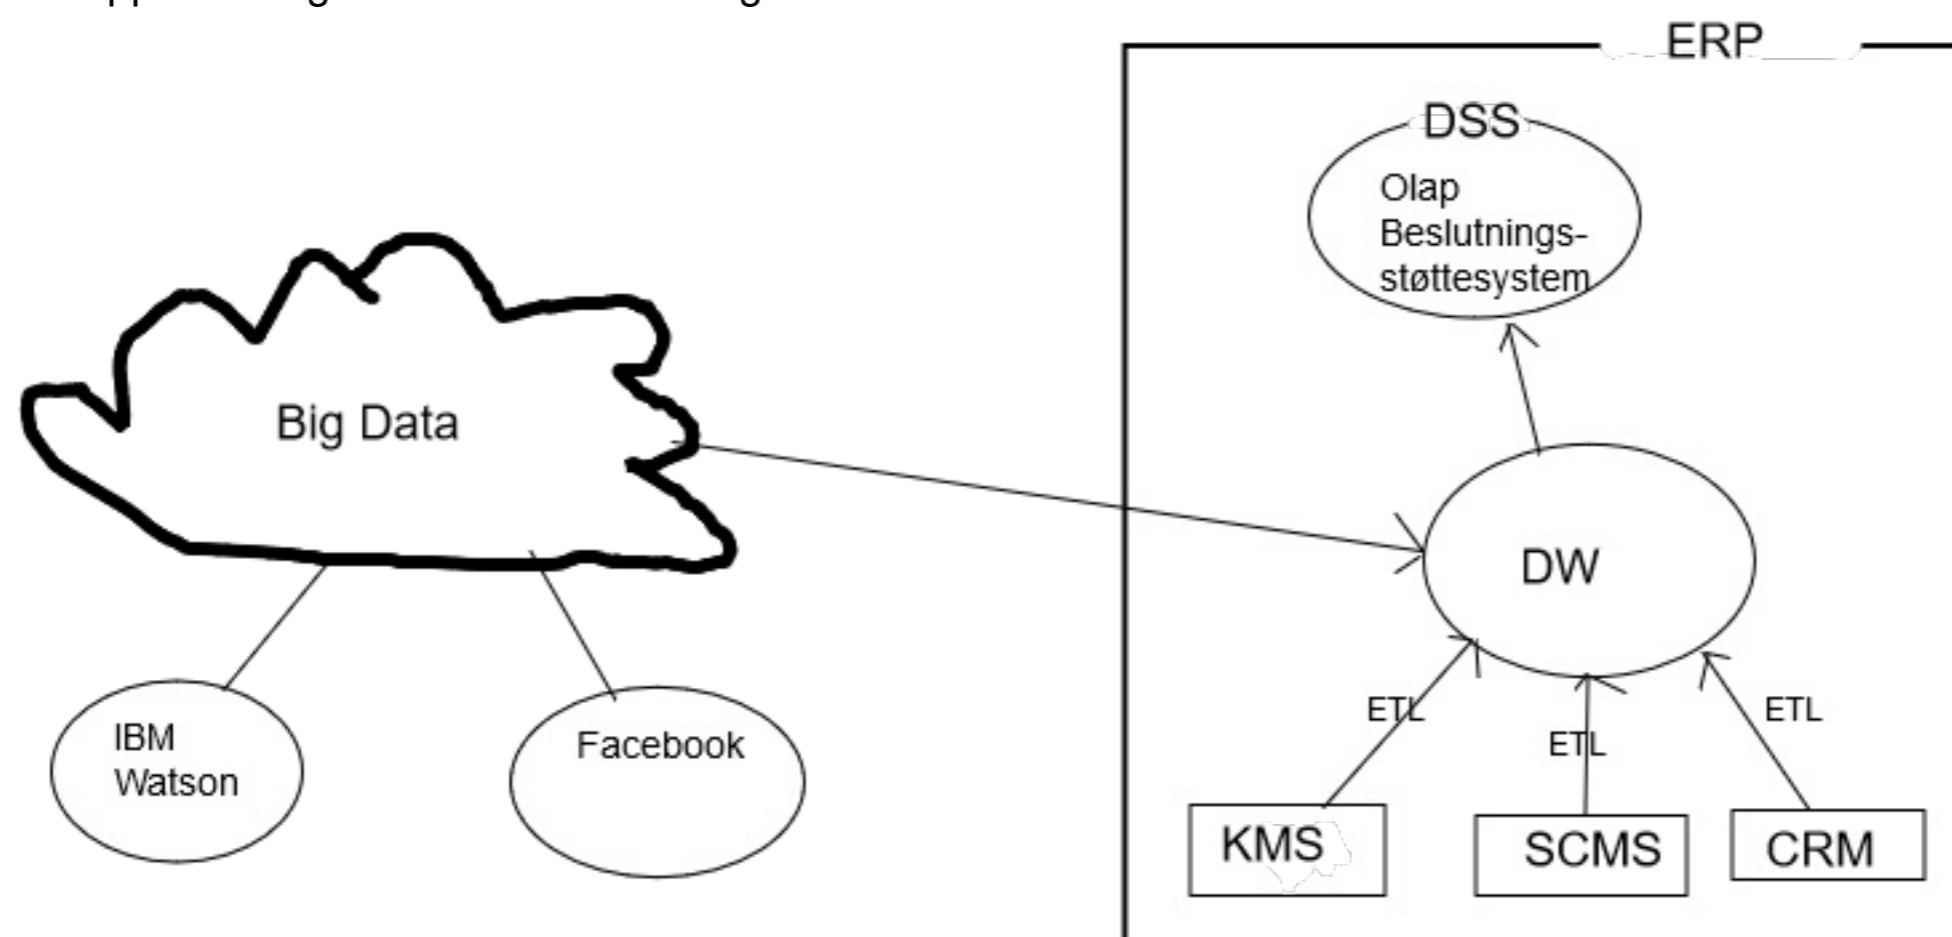 ERP
DSS
Olap
Beslutnings-
støttesystem
Big Data
DW
IBM
Watson
Facebook
ETL
ETL
ETL
KMS
SCMS
CRM